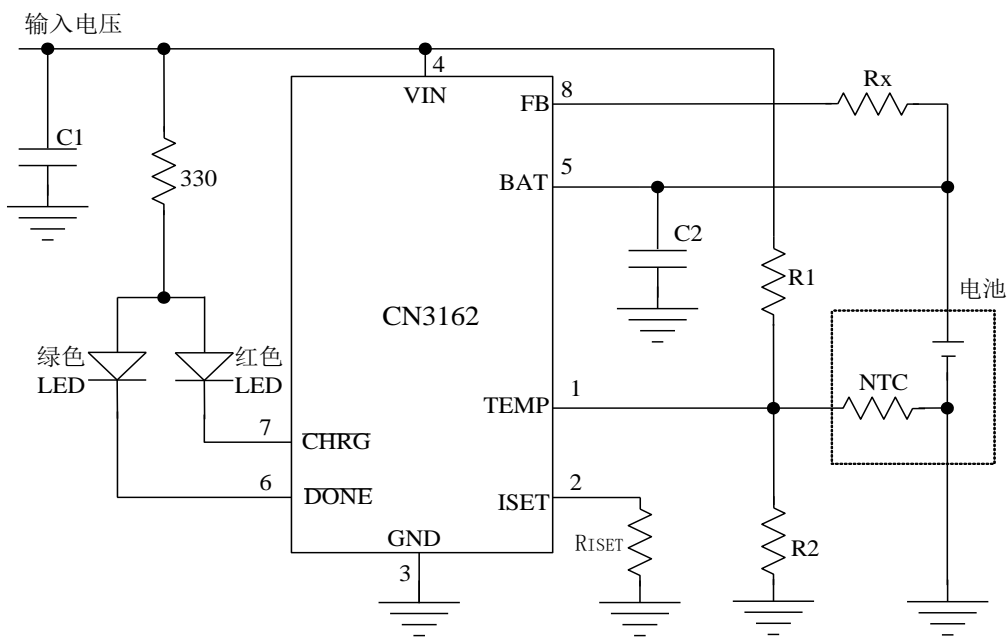 输入电压
4
VIN
8
FB
Rx
C1
330
5
BAT
C2
R1
CN3162
电池
绿色
LED
红色
LED
NTC
TEMP
1
7
CHRG
6
DONE
2
ISET
RISET
GND
3
R2